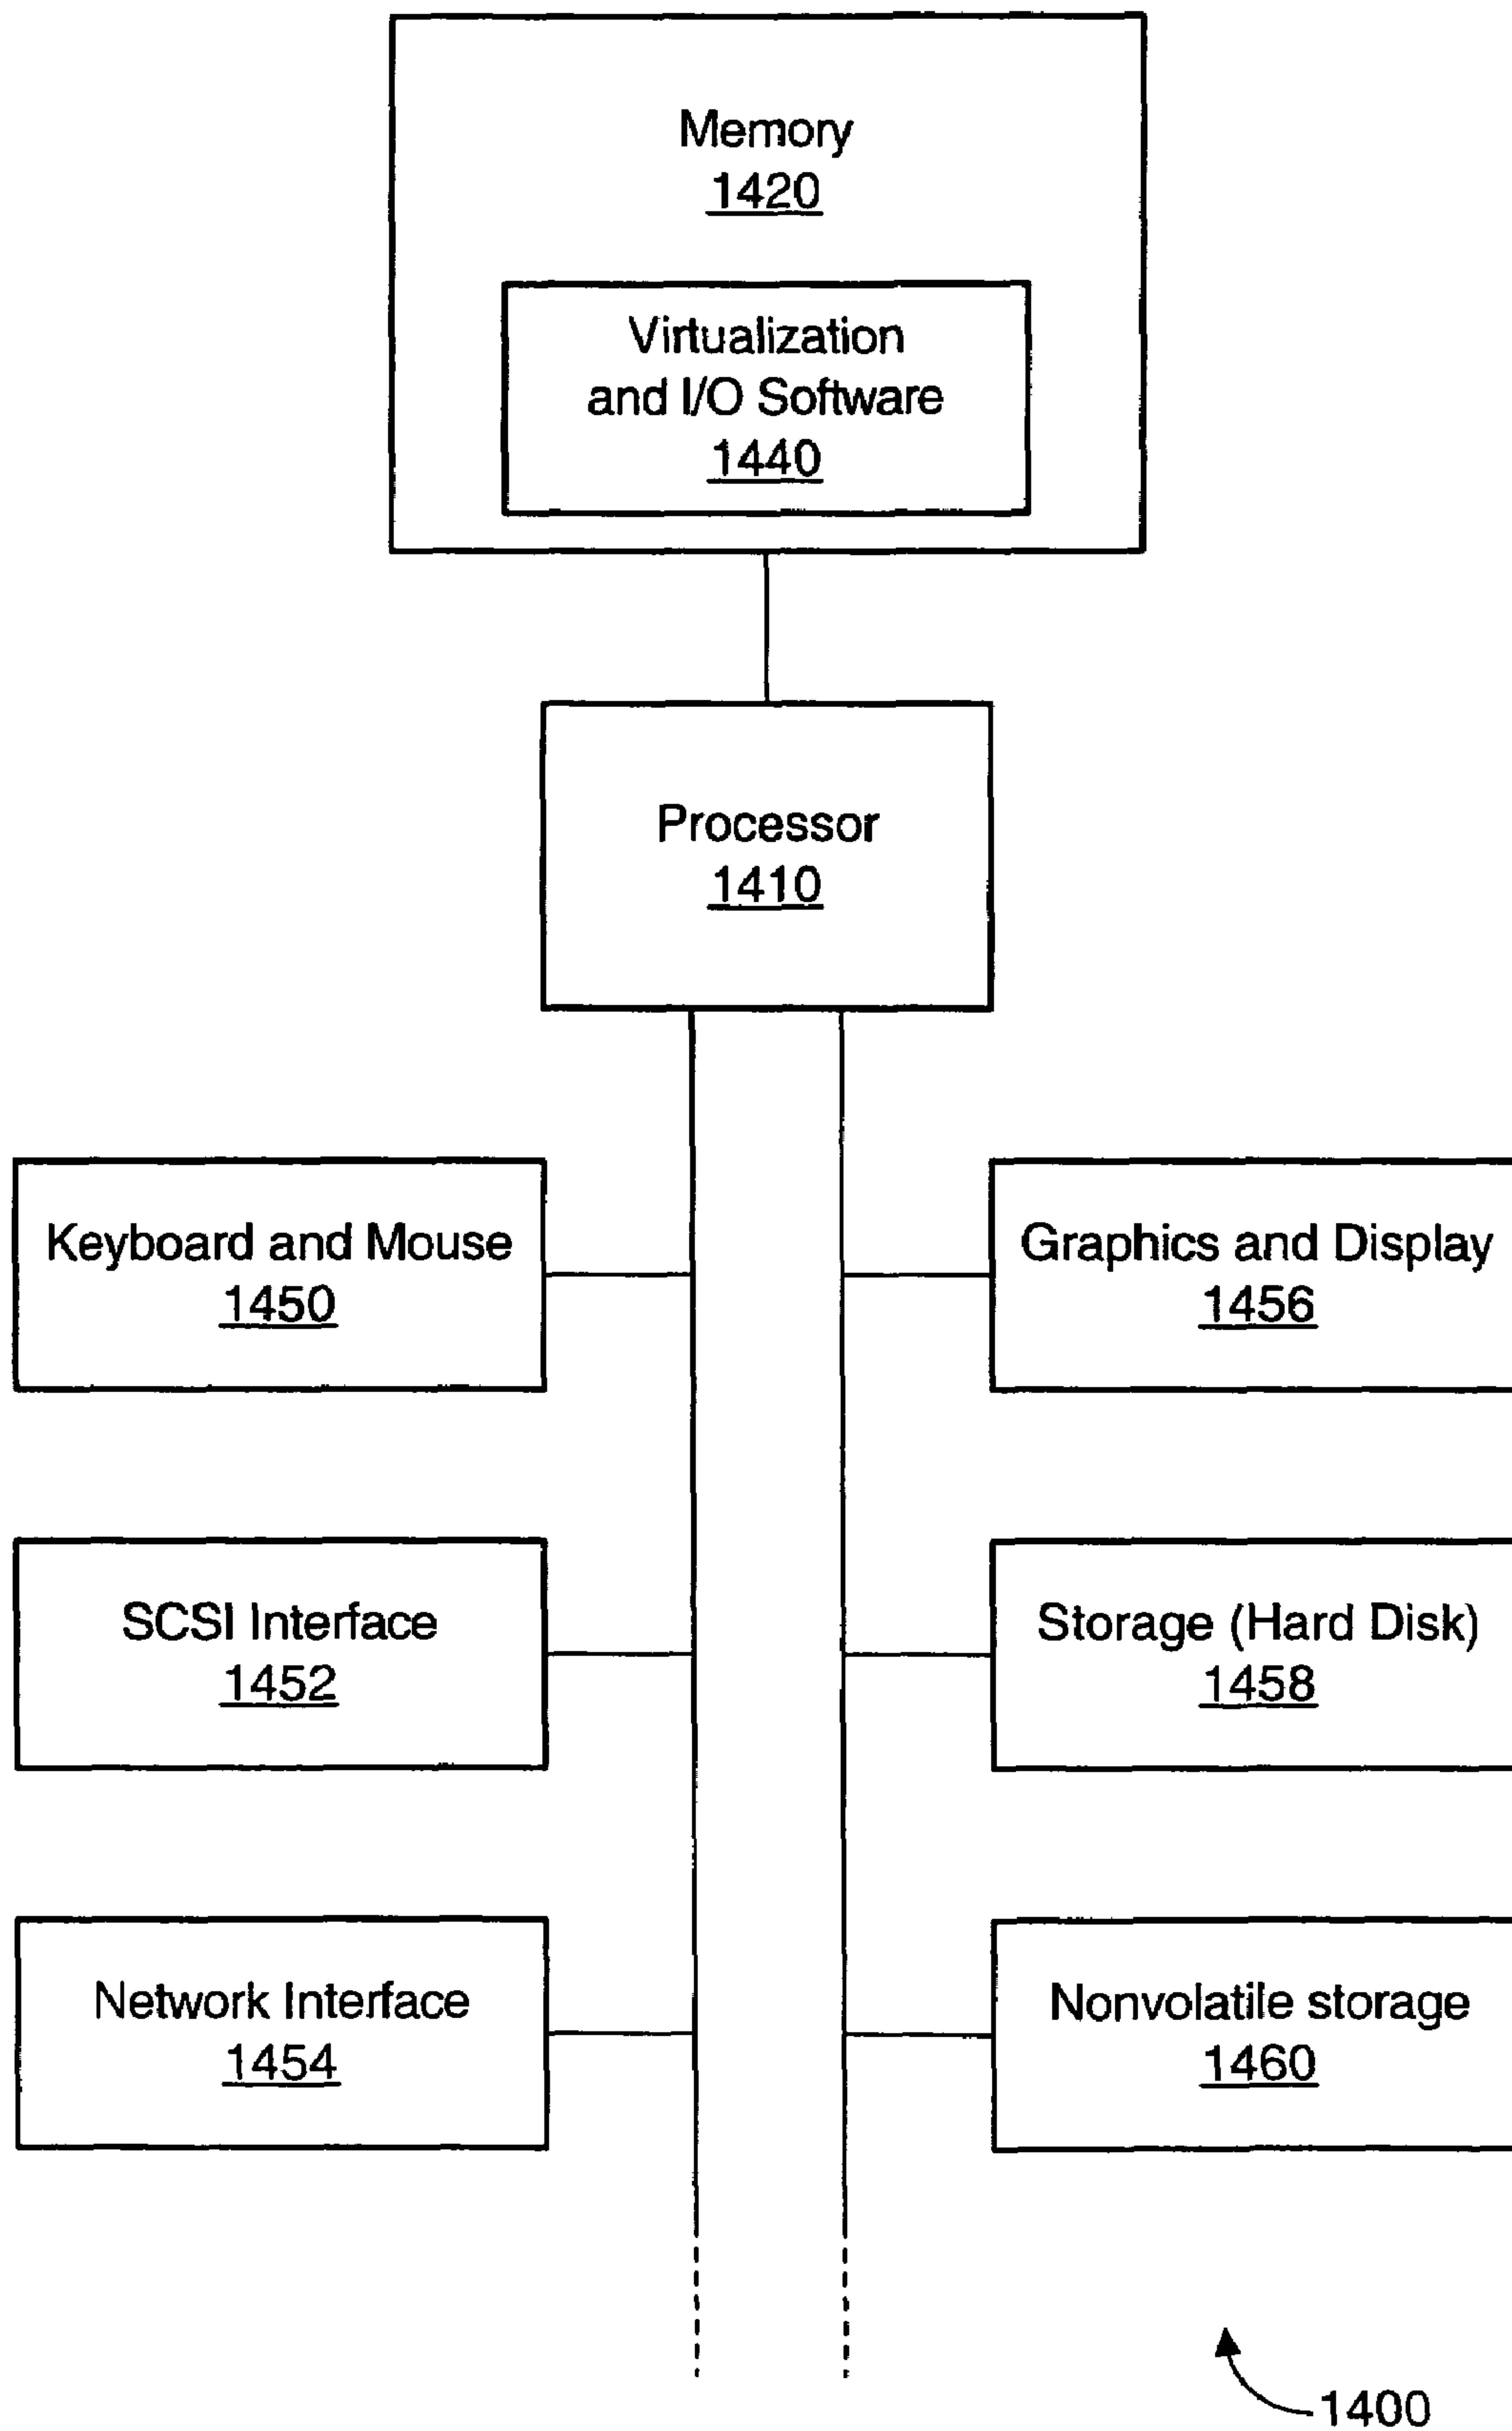 Memory
1420
Virtualization
and I/O Software
1440
Processor
1410
Keyboard and Mouse
1450
Graphics and Display
1456
SCSI Interface
1452
Storage (Hard Disk)
1458
Network Interface
1454
Nonvolatile storage
1460
1400